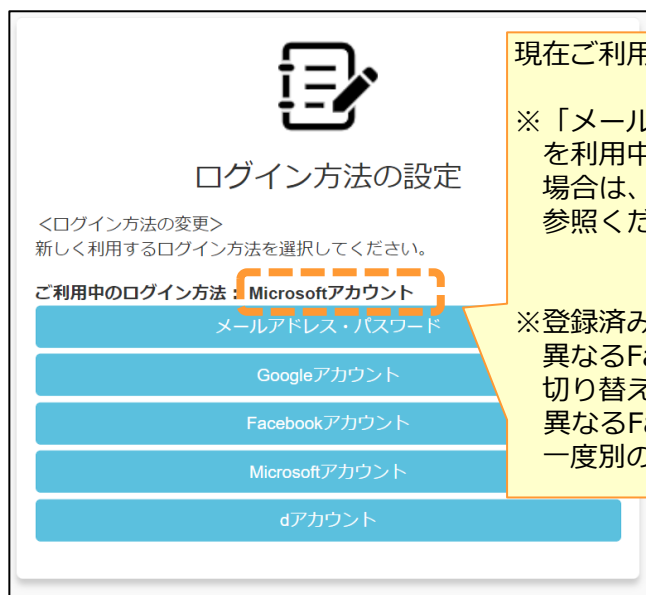 ログイン方法の設定
<ログイン方法の変更>
新しく利用するログイン方法を選択してください。
ご利用中のログイン方法： Microsoftアカウント
メールアドレス・パスワード
Googleアカウント
Facebookアカウント
Microsoftアカウント
dアカウント
現在ご利用
※「メール
を利用中
場合は、
参照くだ
※登録済み
異なるFa
切り替え
異なるFa
一度別の